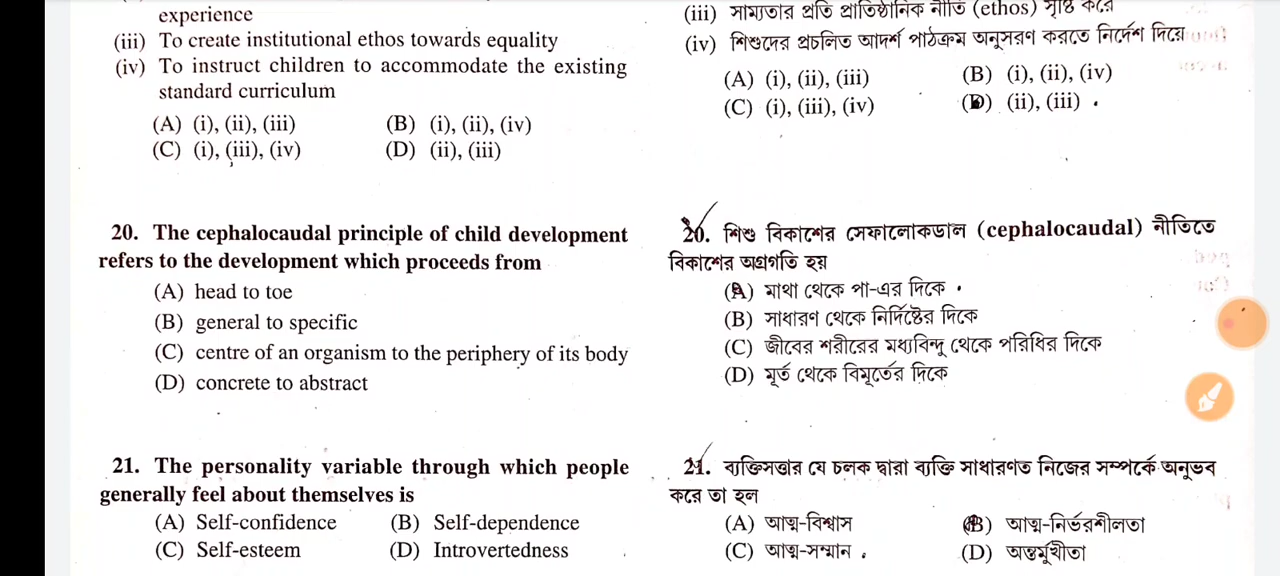 experience
(iii) To create institutional ethos towards equality
(iv) To instruct children to accommodate the existing
standard curriculum
(A) (i), (ii), (iii) (B) (i), (ii), (iv)
(C) (i), (iii), (iv) (D) (ii), (iii)
20. The cephalocaudal principle of child development
refers to the development which proceeds from
(A) head to toe
(B) general to specific
(C) centre of an organism to the periphery of its body
(D) concrete to abstract
21. The personality variable through which people
generally feel about themselves is
(A) Self-confidence (B) Self-dependence
(C) Self-esteem (D) Introvertedness
(iii) সাম্যতার প্রতি প্রাতিষ্ঠানিক নীতি (ethos) সৃষ্টি করে
(iv) শিশুদের প্রচলিত আদর্শ পাঠক্রম অনুসরণ করতে নির্দেশ দিয়ে
(A) (i), (ii), (iii) (B) (i), (ii), (iv)
(C) (i), (iii), (iv) (D) (ii), (iii)
20. শিশু বিকাশের সেফালোকডাল (cephalocaudal) নীতিতে
বিকাশের অগ্রগতি হয়
(A) মাথা থেকে পা-এর দিকে
(B) সাধারণ থেকে নির্দিষ্টের দিকে
(C) জীবের শরীরের মধ্যবিন্দু থেকে পরিধির দিকে
(D) মূর্ত থেকে বিমূর্তের দিকে
21. ব্যক্তিসত্তার যে চলক দ্বারা ব্যক্তি সাধারণত নিজের সম্পর্কে অনুভব
করে তা হল
(A) আত্ম-বিশ্বাস (B) আত্ম-নির্ভরশীলতা
(C) আত্ম-সম্মান (D) অন্তর্মুখীতা